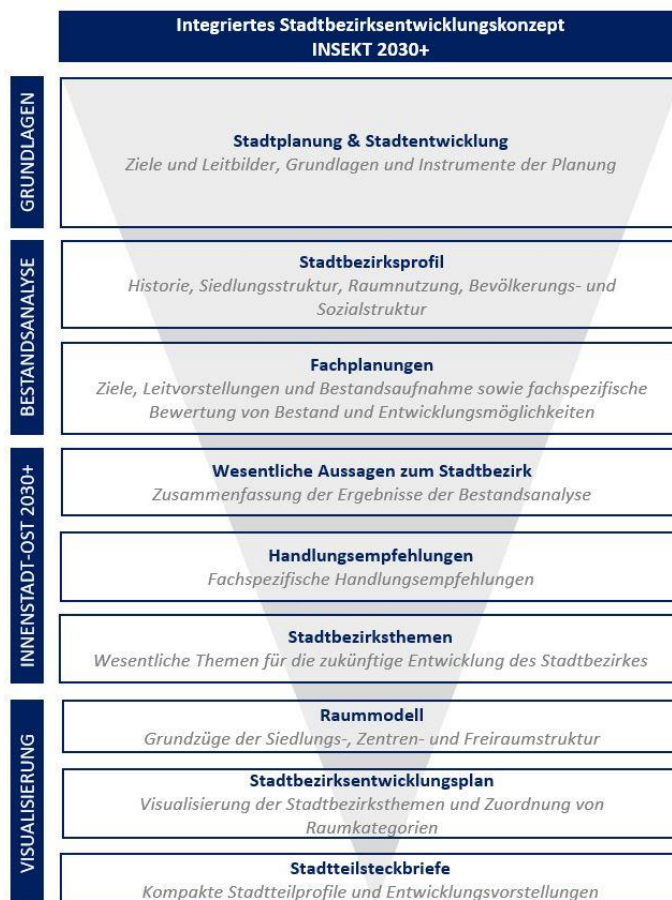 Integriertes Stadtbezirksentwicklungskonzept
INSEKT 2030+
GRUNDLAGEN
Stadtplanung & Stadtentwicklung
Ziele und Leitbilder, Grundlagen und Instrumente der Planung
BESTANDSANALYSE
Stadtbezirksprofil
Historie, Siedlungsstruktur, Raumnutzung, Bevölkerungs- und
Sozialstruktur
Fachplanungen
Ziele, Leitvorstellungen und Bestandsaufnahme sowie fachspezifische
Bewertung von Bestand und Entwicklungsmöglichkeiten
INNENSTADT-OST 2030+
Wesentliche Aussagen zum Stadtbezirk
Zusammenfassung der Ergebnisse der Bestandsanalyse
Handlungsempfehlungen
Fachspezifische Handlungsempfehlungen
Stadtbezirksthemen
Wesentliche Themen für die zukünftige Entwicklung des Stadtbezirkes
VISUALISIERUNG
Raummodell
Grundzüge der Siedlungs-, Zentren- und Freiraumstruktur
Stadtbezirksentwicklungsplan
Visualisierung der Stadtbezirksthemen und Zuordnung von
Raumkategorien
Stadtteilsteckbriefe
Kompakte Stadtteilprofile und Entwicklungsvorstellungen